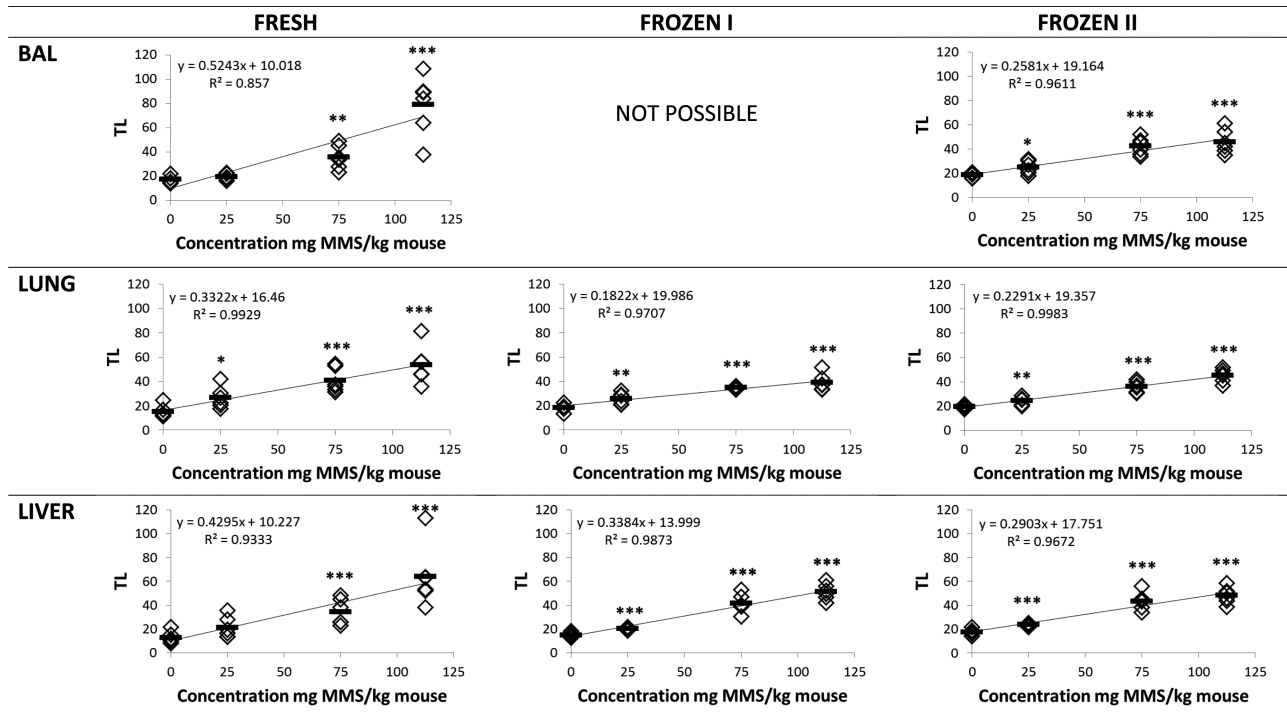 FRESH FROZEN I FROZEN II
BAL
120
100
80
60
40
20
0
TL
y = 0.5243x + 10.018
R² = 0.857
**
***
0 25 50 75 100 125
Concentration mg MMS/kg mouse
NOT POSSIBLE
120
100
80
60
40
20
0
TL
y = 0.2581x + 19.164
R² = 0.9611
*
***
***
0 25 50 75 100 125
Concentration mg MMS/kg mouse
LUNG
120
100
80
60
40
20
0
TL
y = 0.3322x + 16.46
R² = 0.9929
*
***
***
0 25 50 75 100 125
Concentration mg MMS/kg mouse
120
100
80
60
40
20
0
TL
y = 0.1822x + 19.986
R² = 0.9707
**
***
***
0 25 50 75 100 125
Concentration mg MMS/kg mouse
120
100
80
60
40
20
0
TL
y = 0.2291x + 19.357
R² = 0.9983
**
***
***
0 25 50 75 100 125
Concentration mg MMS/kg mouse
LIVER
120
100
80
60
40
20
0
TL
y = 0.4295x + 10.227
R² = 0.9333
***
***
0 25 50 75 100 125
Concentration mg MMS/kg mouse
120
100
80
60
40
20
0
TL
y = 0.3384x + 13.999
R² = 0.9873
***
***
***
0 25 50 75 100 125
Concentration mg MMS/kg mouse
120
100
80
60
40
20
0
TL
y = 0.2903x + 17.751
R² = 0.9672
***
***
***
0 25 50 75 100 125
Concentration mg MMS/kg mouse